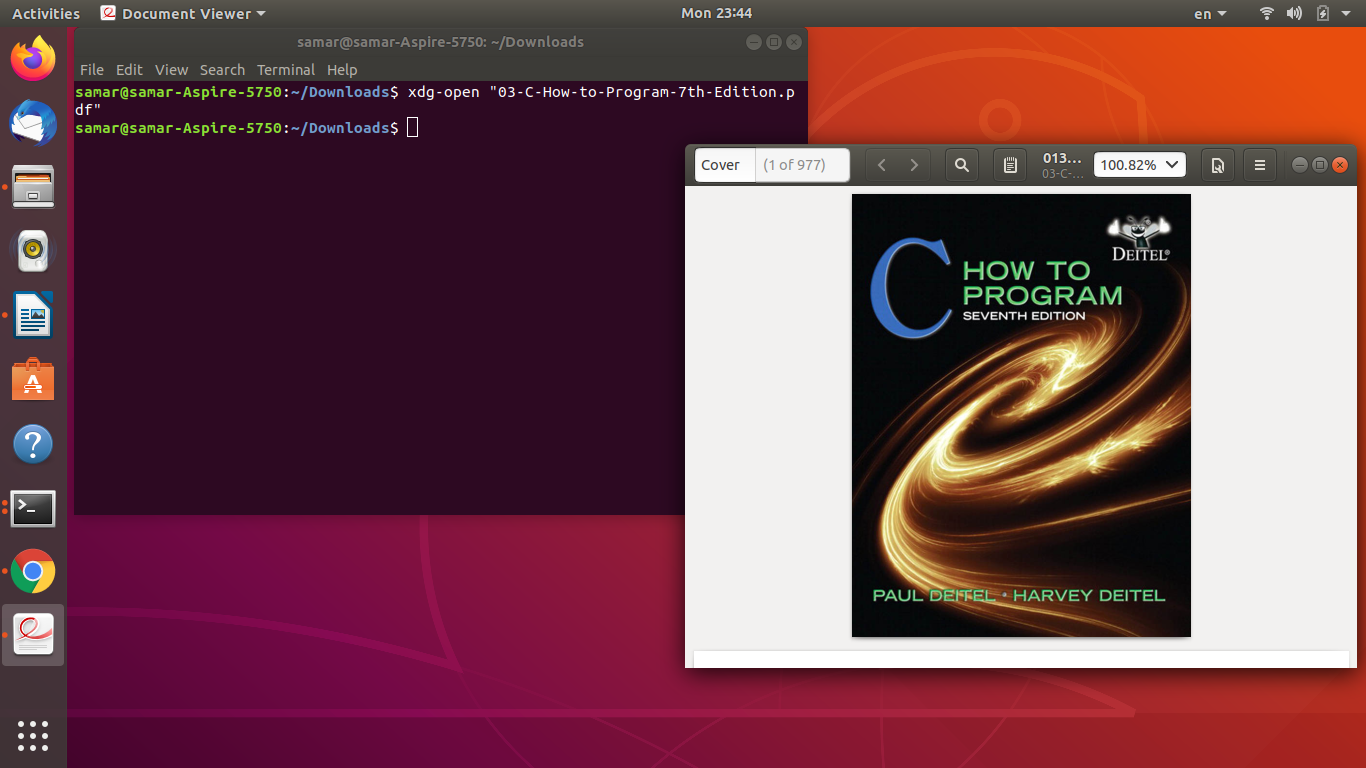 Activities Document Viewer Mon 23:44 en
samar@samar-Aspire-5750: ~/Downloads
File Edit View Search Terminal Help
samar@samar-Aspire-5750:~/Downloads$ xdg-open "03-C-How-to-Program-7th-Edition.p
df"
samar@samar-Aspire-5750:~/Downloads$
Cover (1 of 977) 013... 100.82%
03-C-...
DEITEL®
C HOW TO
PROGRAM
SEVENTH EDITION
PAUL DEITEL • HARVEY DEITEL